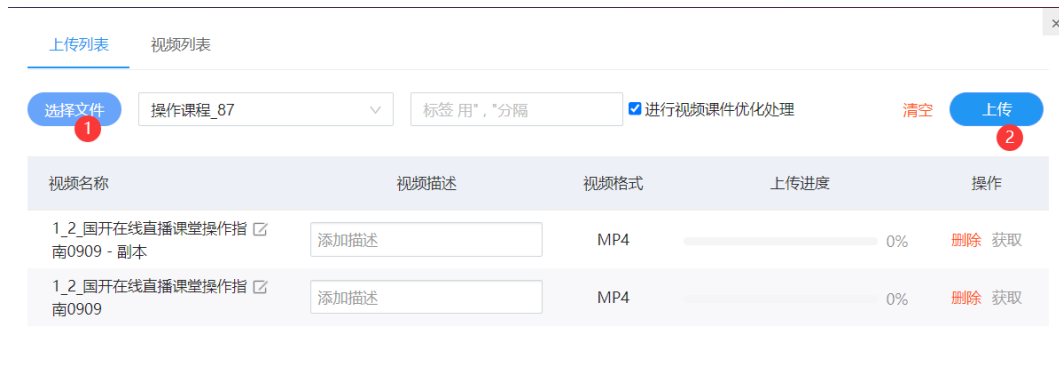 上传列表 视频列表
选择文件 操作课程_87 标签 用" , "分隔 进行视频课件优化处理 清空 上传
1 2
视频名称 视频描述 视频格式 上传进度 操作
1_2_国开在线直播课堂操作指
南0909 - 副本 添加描述 MP4 0% 删除 获取
1_2_国开在线直播课堂操作指
南0909 添加描述 MP4 0% 删除 获取